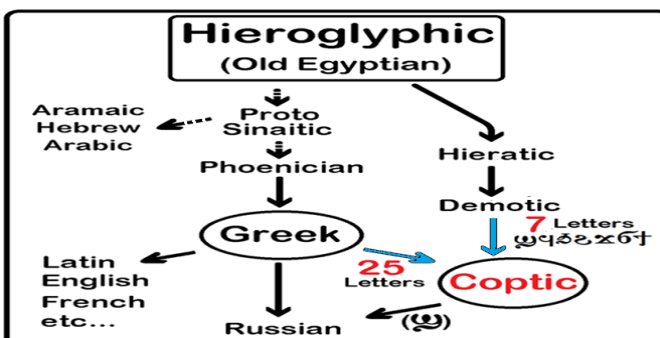 Hieroglyphic
(Old Egyptian)
Aramaic
Hebrew
Arabic
Proto
Sinaitic
Phoenician
Hieratic
Demotic
7 Letters
ϣϥϧϩϫϭϯ
Greek
25
Letters
Coptic
Latin
English
French
etc...
Russian
(ϣ)